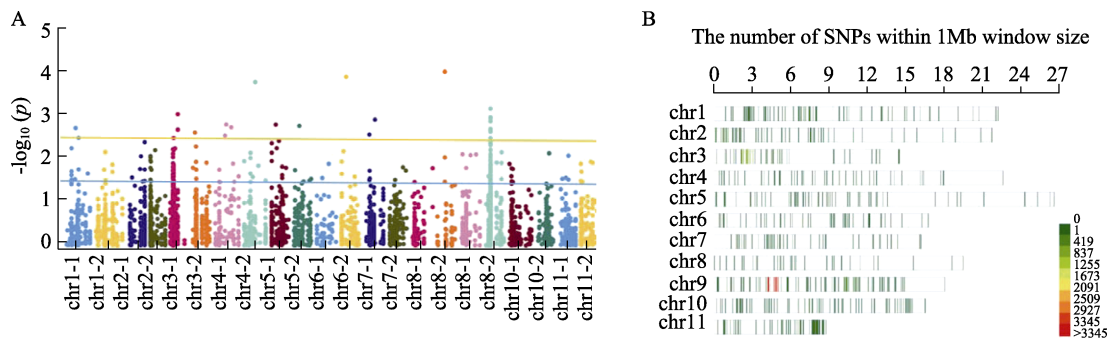 A
5
4
3
2
1
0
-log10 (p)
chr1-1
chr1-2
chr2-1
chr2-2
chr3-1
chr3-2
chr4-1
chr4-2
chr5-1
chr5-2
chr6-1
chr6-2
chr7-1
chr7-2
chr8-1
chr8-2
chr8-1
chr8-2
chr10-1
chr10-2
chr11-1
chr11-2
B
The number of SNPs within 1Mb window size
0 3 6 9 12 15 18 21 24 27
chr1
chr2
chr3
chr4
chr5
chr6
chr7
chr8
chr9
chr10
chr11
0
1
419
837
1255
1673
2091
2509
2927
3345
>3345